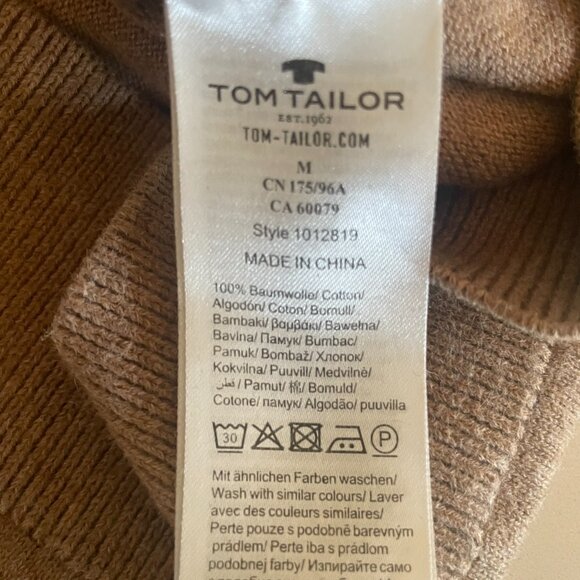 TOM TAILOR
EST.1962
TOM-TAILOR.COM
M
CN 175/96A
CA 60079
Style 1012819
MADE IN CHINA
100% Baumwolle/ Cotton/
Algodón/ Coton/ Bomull/
Bambaki/ βαμβάκι/ Bawełna/
Bavlna/ Памук/ Bumbac/
Pamuk/ Bombaž/ Хлопок/
Kokvilna/ Puuvill/ Medvilnė/
قطن/ Pamut/ 棉/ Bomuld/
Cotone/ памук/ Algodão/ puuvilla
30 P
Mit ähnlichen Farben waschen/
Wash with similar colours/ Laver
avec des couleurs similaires/
Perte pouze s podobně barevným
prádlem/ Perte iba s prádlom
podobnej farby/ Изпирайте само